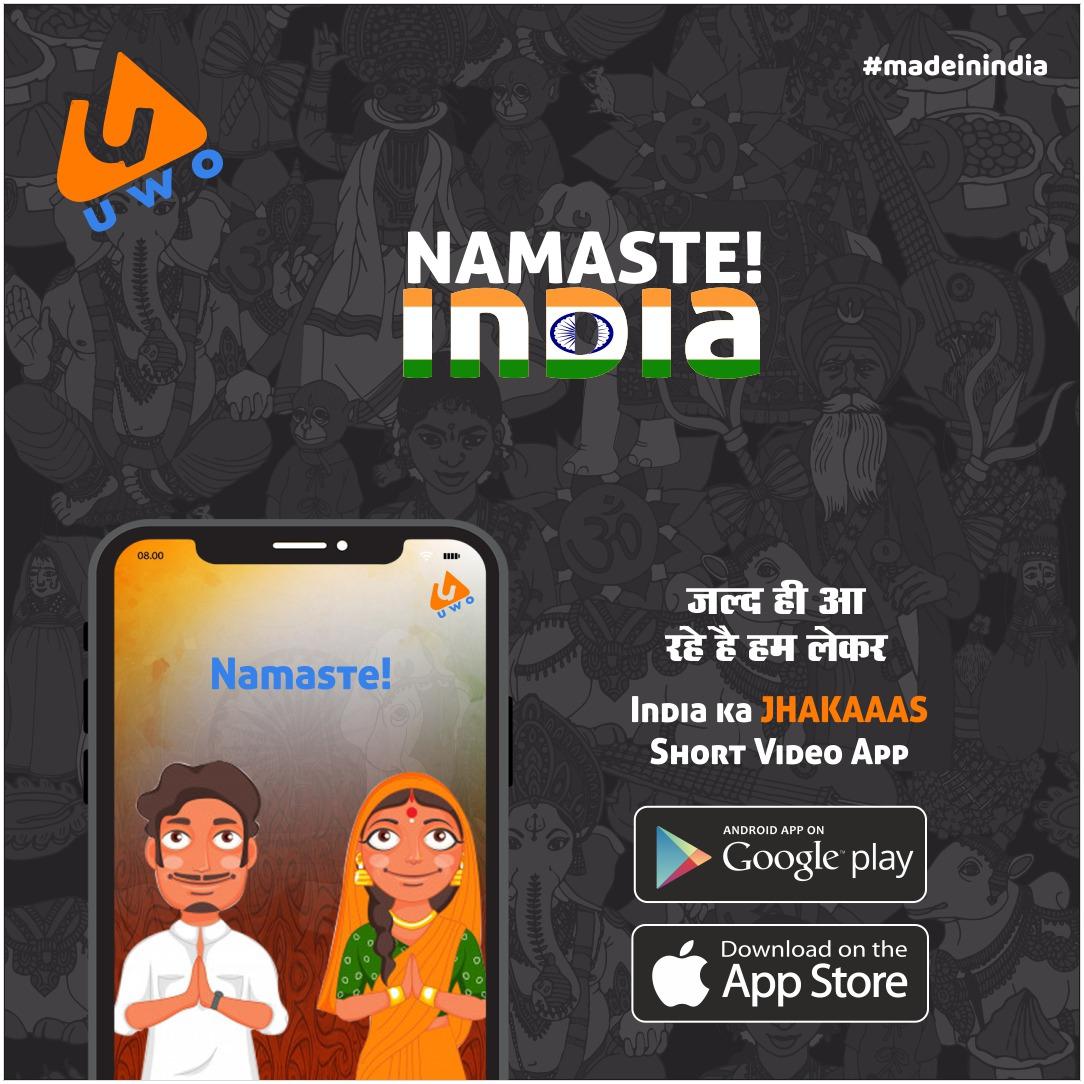 #madeinindia
U
UWO
NAMASTE!
INDIA
08.00
U
UWO
Namaste!
जल्द ही आ
रहे है हम लेकर
India ka JHAKAAAS
Short Video App
ANDROID APP ON
Google play
Download on the
App Store
ॐ
ॐ